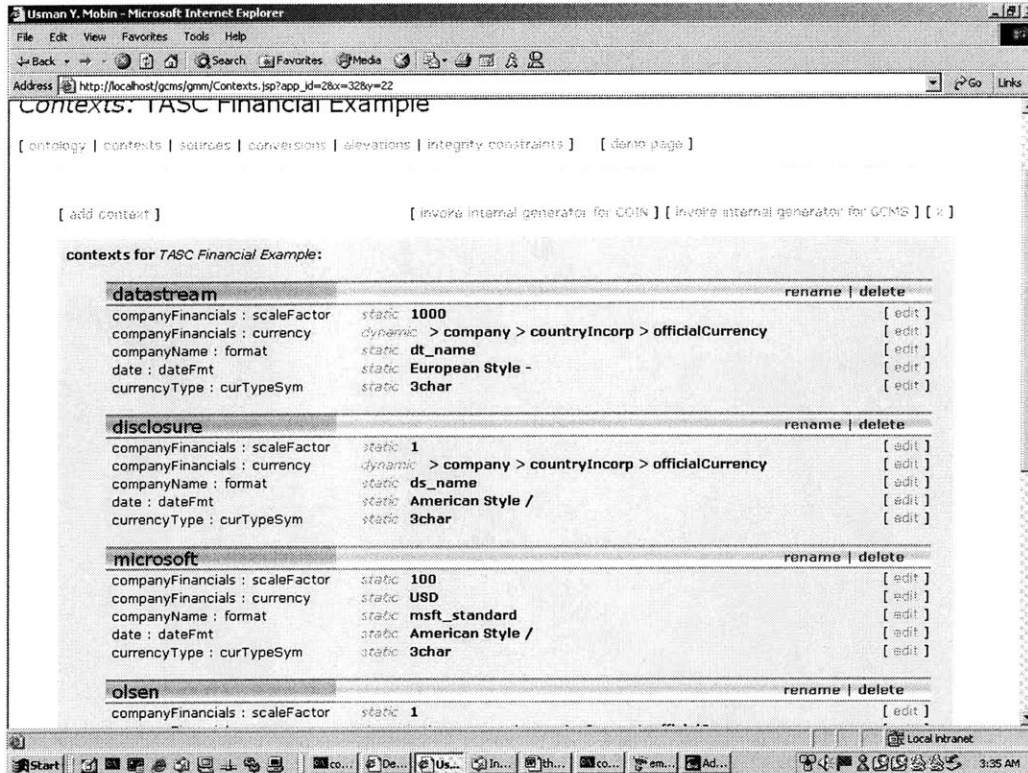 Usman Y. Mobin - Microsoft Internet Explorer
File Edit View Favorites Tools Help
Back Search Favorites Media
Address http://localhost/gcms/gmm/Contexts.jsp?app_id=2&x=32&y=22 Go Links
Contexts: TASC Financial Example
[ ontology | contexts | sources | conversions | elevations | integrity constraints ] [ demo page ]
[ add context ] [ invoke internal generator for COIN ] [ invoke internal generator for GCMS ] [ x ]
contexts for TASC Financial Example:
datastream rename | delete
companyFinancials : scaleFactor static 1000 [ edit ]
companyFinancials : currency dynamic > company > countryIncorp > officialCurrency [ edit ]
companyName : format static dt_name [ edit ]
date : dateFmt static European Style - [ edit ]
currencyType : curTypeSym static 3char [ edit ]
disclosure rename | delete
companyFinancials : scaleFactor static 1 [ edit ]
companyFinancials : currency dynamic > company > countryIncorp > officialCurrency [ edit ]
companyName : format static ds_name [ edit ]
date : dateFmt static American Style / [ edit ]
currencyType : curTypeSym static 3char [ edit ]
microsoft rename | delete
companyFinancials : scaleFactor static 100 [ edit ]
companyFinancials : currency static USD [ edit ]
companyName : format static msft_standard [ edit ]
date : dateFmt static American Style / [ edit ]
currencyType : curTypeSym static 3char [ edit ]
olsen rename | delete
companyFinancials : scaleFactor static 1 [ edit ]
Local intranet
Start co... De... Us... In... th... co... em... Ad... 3:35 AM